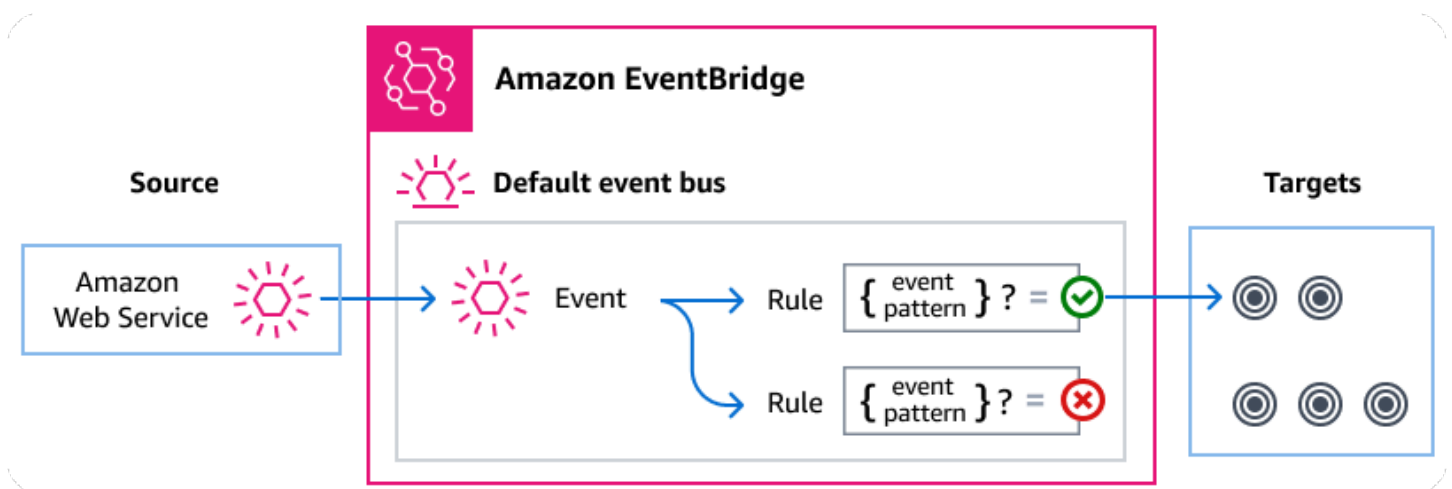 Amazon EventBridge
Source
Default event bus
Targets
Amazon
Web Service
Event
Rule
{ event
pattern } ? =
Rule
{ event
pattern } ? =